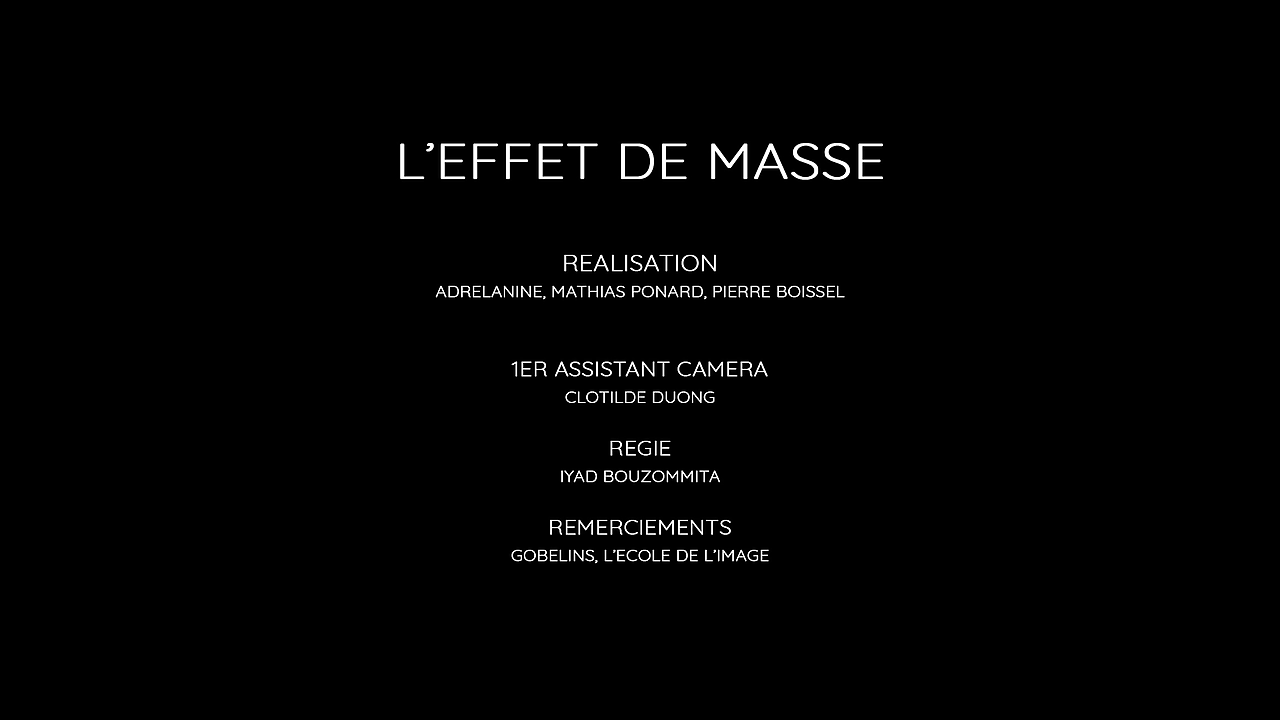 L’EFFET DE MASSE
REALISATION
ADRELANINE, MATHIAS PONARD, PIERRE BOISSEL
1ER ASSISTANT CAMERA
CLOTILDE DUONG
REGIE
IYAD BOUZOMMITA
REMERCIEMENTS
GOBELINS, L'ECOLE DE L'IMAGE